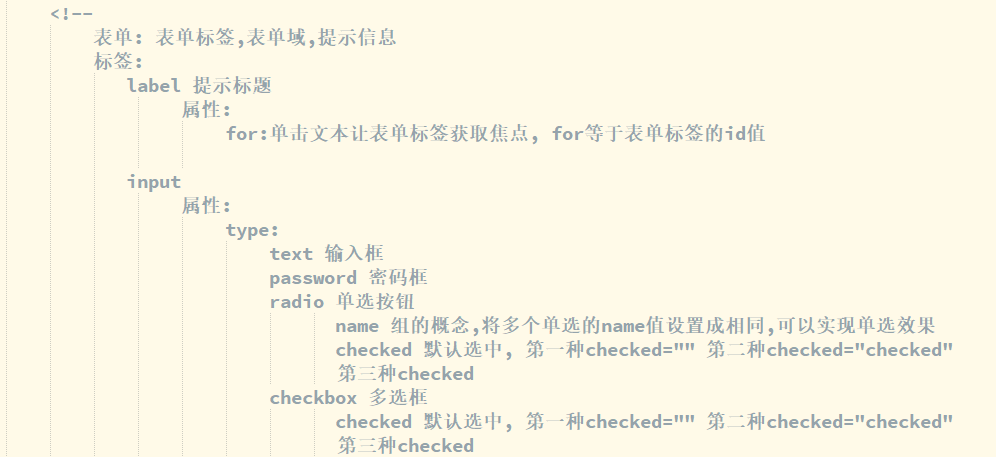 <!--
表单: 表单标签,表单域,提示信息
标签:
label 提示标题
属性:
for:单击文本让表单标签获取焦点, for等于表单标签的id值
input
属性:
type:
text 输入框
password 密码框
radio 单选按钮
name 组的概念,将多个单选的name值设置成相同,可以实现单选效果
checked 默认选中, 第一种checked="" 第二种checked="checked"
第三种checked
checkbox 多选框
checked 默认选中, 第一种checked="" 第二种checked="checked"
第三种checked